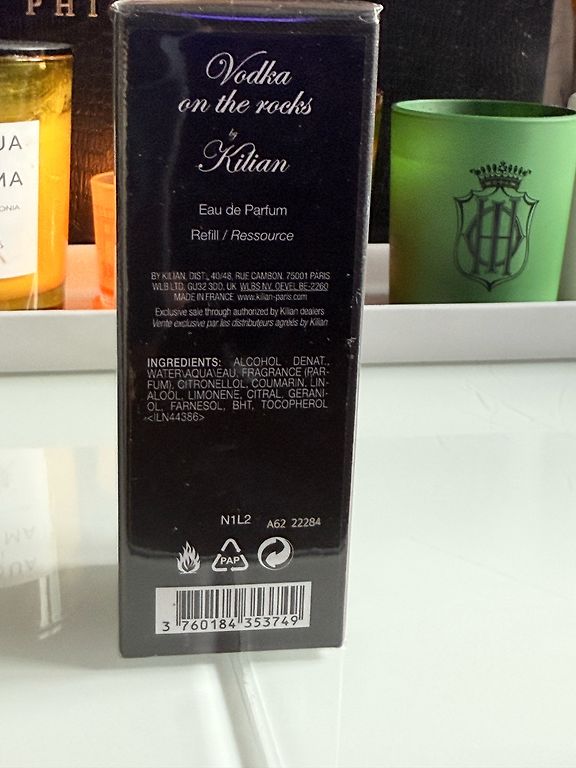 PHI
UA
MA
ONIA
Vodka
on the rocks
by
Kilian
Eau de Parfum
Refill / Ressource
BY KILIAN, DIST., 40/48, RUE CAMBON, 75001 PARIS
WLB LTD, GU32 3DD, UK WLBS NV, OEVEL BE-2260
MADE IN FRANCE www.kilian-paris.com
Exclusive sale through authorized by Kilian dealers
Vente exclusive par les distributeurs agréés by Kilian
INGREDIENTS: ALCOHOL DENAT.,
WATER\AQUA\EAU, FRAGRANCE (PAR-
FUM), CITRONELLOL, COUMARIN, LIN-
ALOOL, LIMONENE, CITRAL, GERANI-
OL, FARNESOL, BHT, TOCOPHEROL
<ILN44386>
N1L2 A62 22284
PAP
3 760184 353749